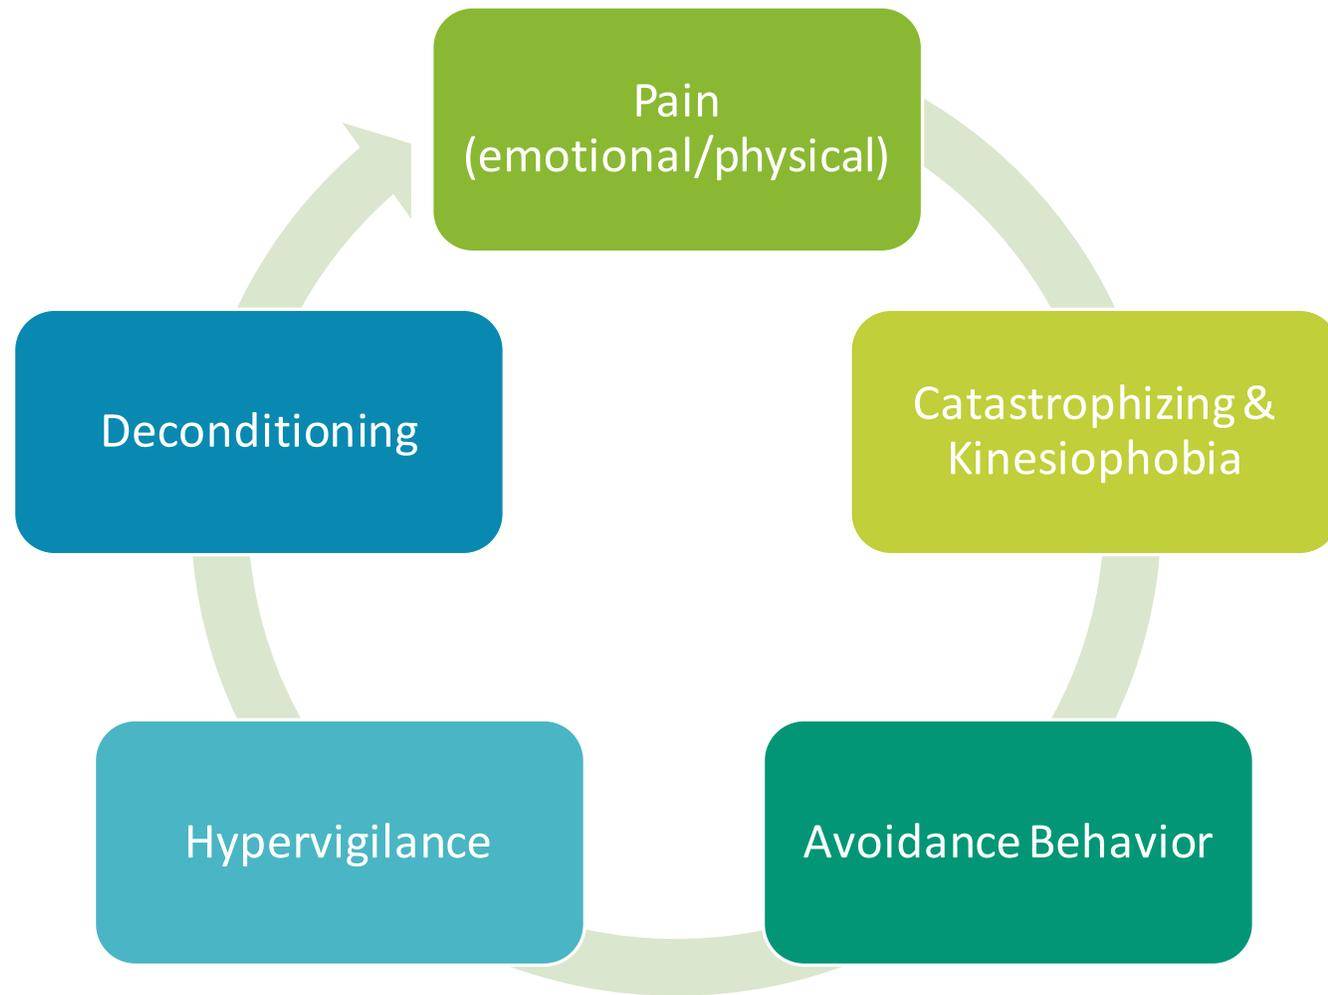 Pain
(emotional/physical)
Catastrophizing &
Kinesiophobia
Avoidance Behavior
Hypervigilance
Deconditioning